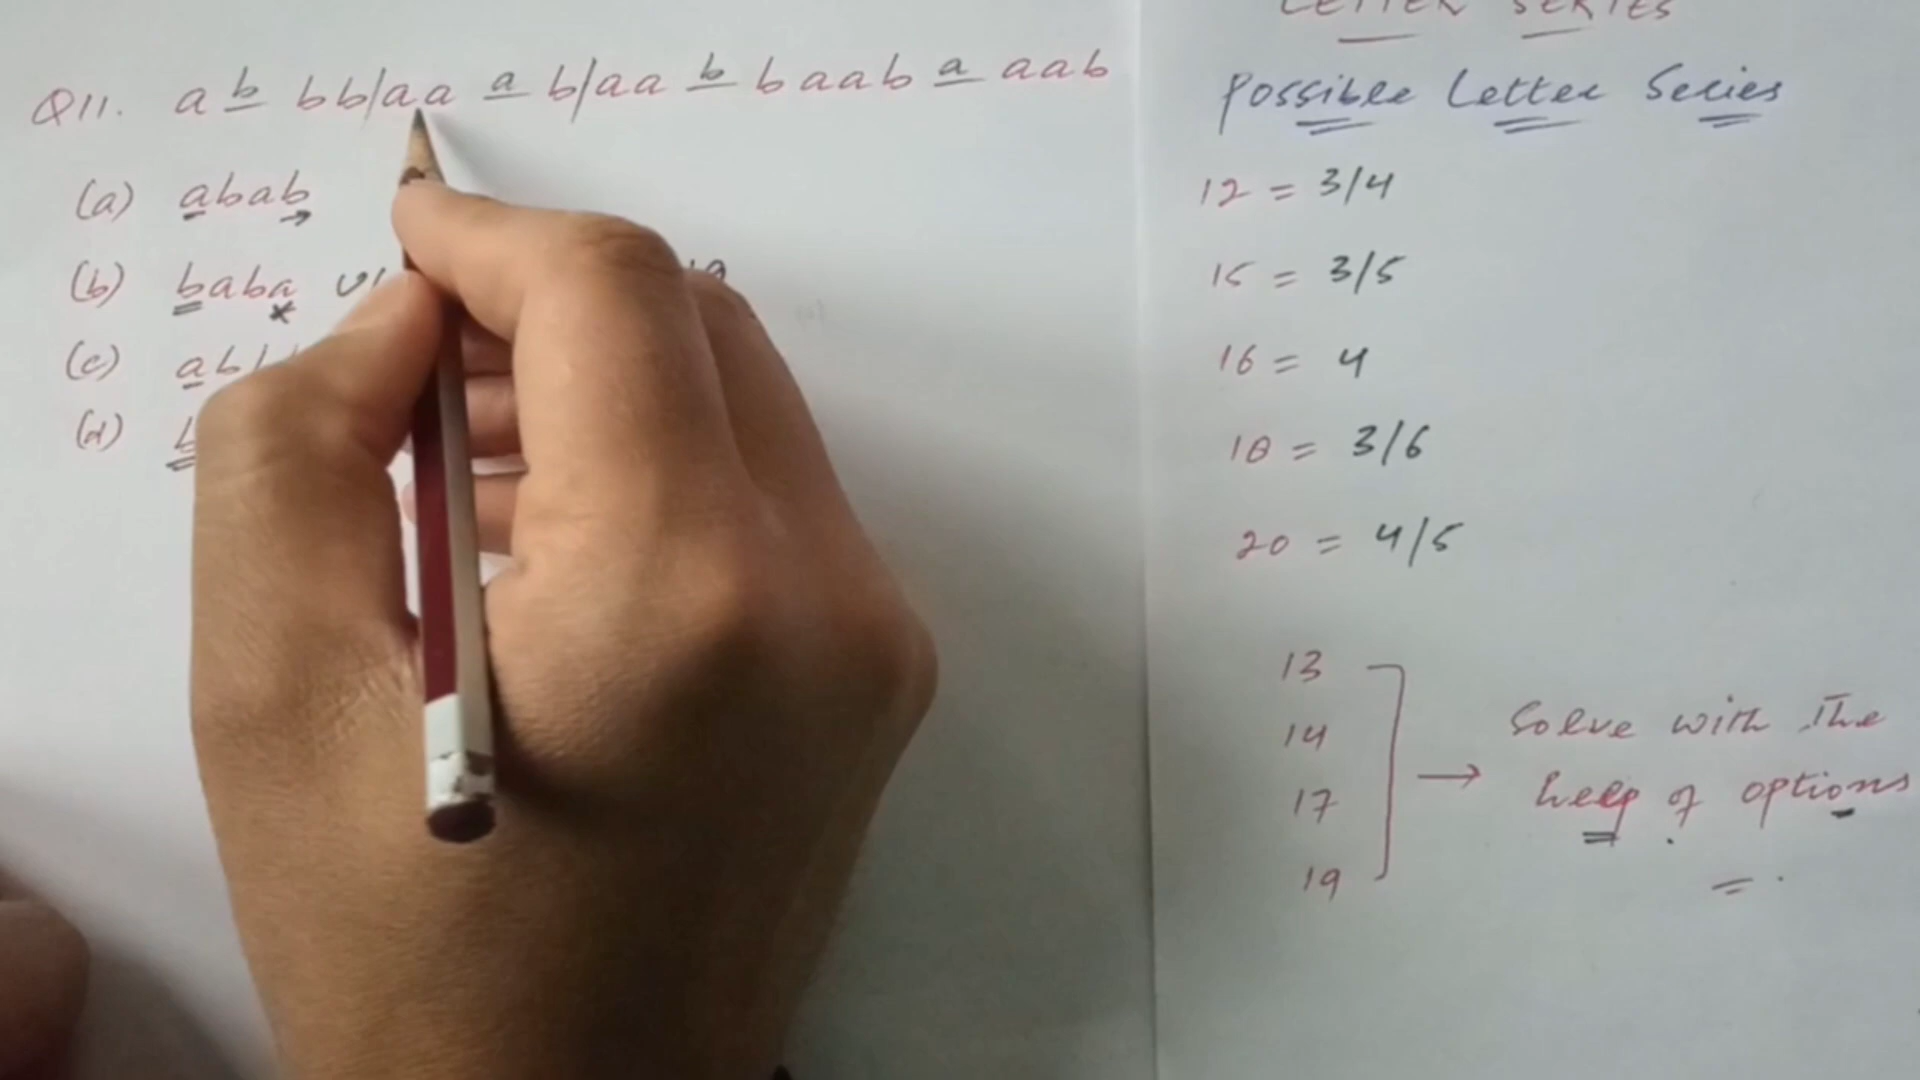 Q11. a b bb/aa a b/aa b baab a aab
(a) abab
(b) baba
(c) ab
(d) b
LETTER SERIES
Possible Letter Series
12 = 3/4
15 = 3/5
16 = 4
18 = 3/6
20 = 4/5
13
14
17
19
→ Solve with the
help of options